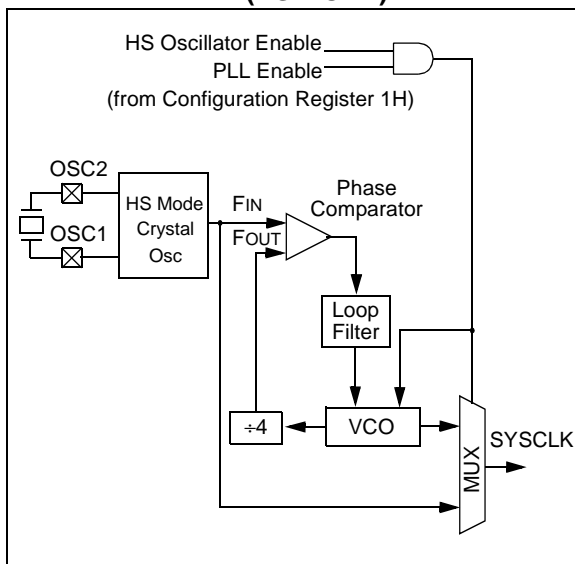 HS Oscillator Enable
PLL Enable
(from Configuration Register 1H)
OSC2
OSC1
HS Mode
Crystal
Osc
FIN
FOUT
Phase
Comparator
Loop
Filter
÷4
VCO
MUX
SYSCLK